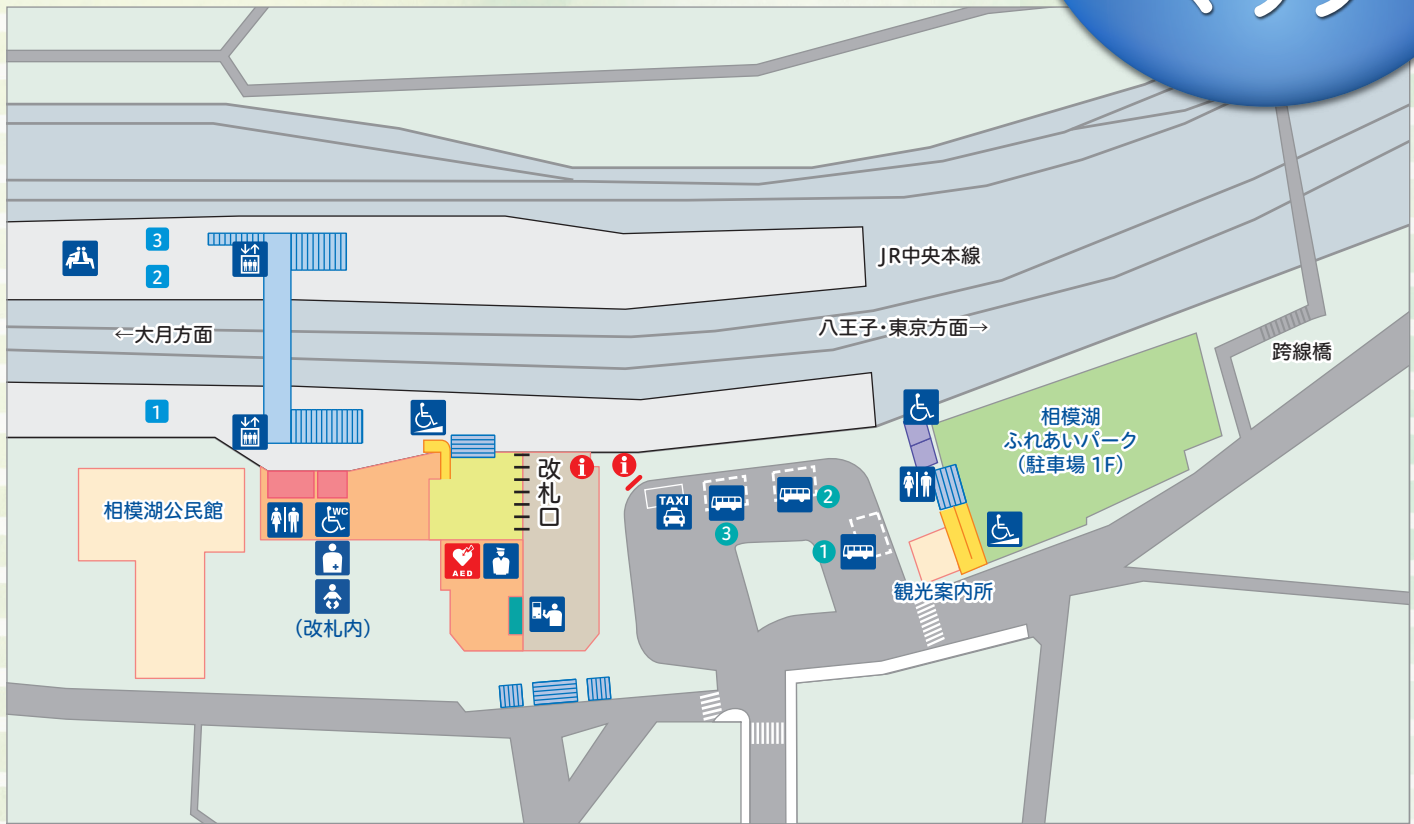 3
2
JR中央本線
←大月方面
八王子・東京方面→
跨線橋
1
相模湖
ふれあいパーク
（駐車場 1F）
改札口
相模湖公民館
WC
TAXI
2
3
1
AED
観光案内所
（改札内）